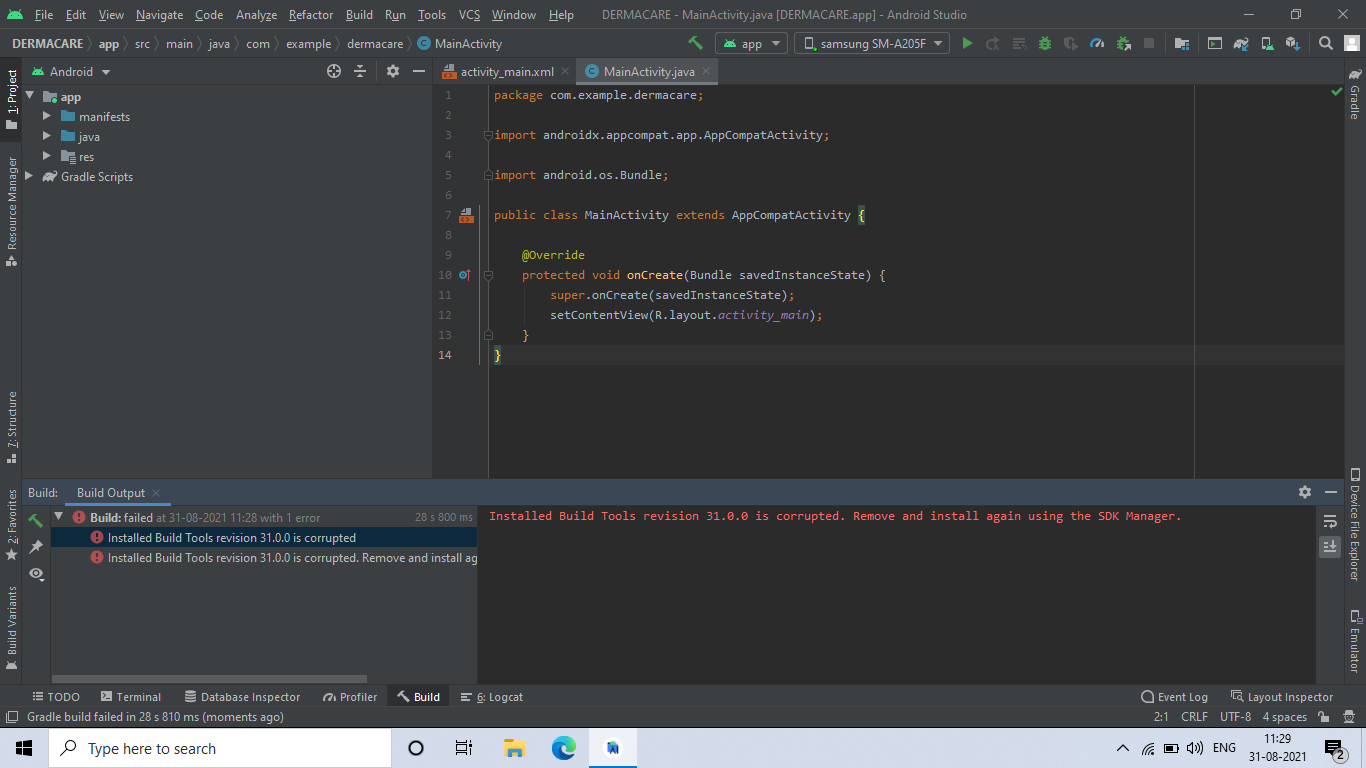 File Edit View Navigate Code Analyze Refactor Build Run Tools VCS Window Help DERMACARE - MainActivity.java [DERMACARE.app] - Android Studio
DERMACARE app src main java com example dermacare MainActivity app samsung SM-A205F
Android
activity_main.xml MainActivity.java
1: Project
Resource Manager
7: Structure
2: Favorites
Build Variants
app
manifests
java
res
Gradle Scripts
1 package com.example.dermacare;
2
3 import androidx.appcompat.app.AppCompatActivity;
4
5 import android.os.Bundle;
6
7 public class MainActivity extends AppCompatActivity {
8
9 @Override
10 protected void onCreate(Bundle savedInstanceState) {
11 super.onCreate(savedInstanceState);
12 setContentView(R.layout.activity_main);
13 }
14 }
Gradle
Device File Explorer
Emulator
Build: Build Output
Build: failed at 31-08-2021 11:28 with 1 error 28 s 800 ms
Installed Build Tools revision 31.0.0 is corrupted
Installed Build Tools revision 31.0.0 is corrupted. Remove and install ag
Installed Build Tools revision 31.0.0 is corrupted. Remove and install again using the SDK Manager.
TODO Terminal Database Inspector Profiler Build 6: Logcat Event Log Layout Inspector
Gradle build failed in 28 s 810 ms (moments ago) 2:1 CRLF UTF-8 4 spaces
Type here to search ENG 11:29
31-08-2021 2